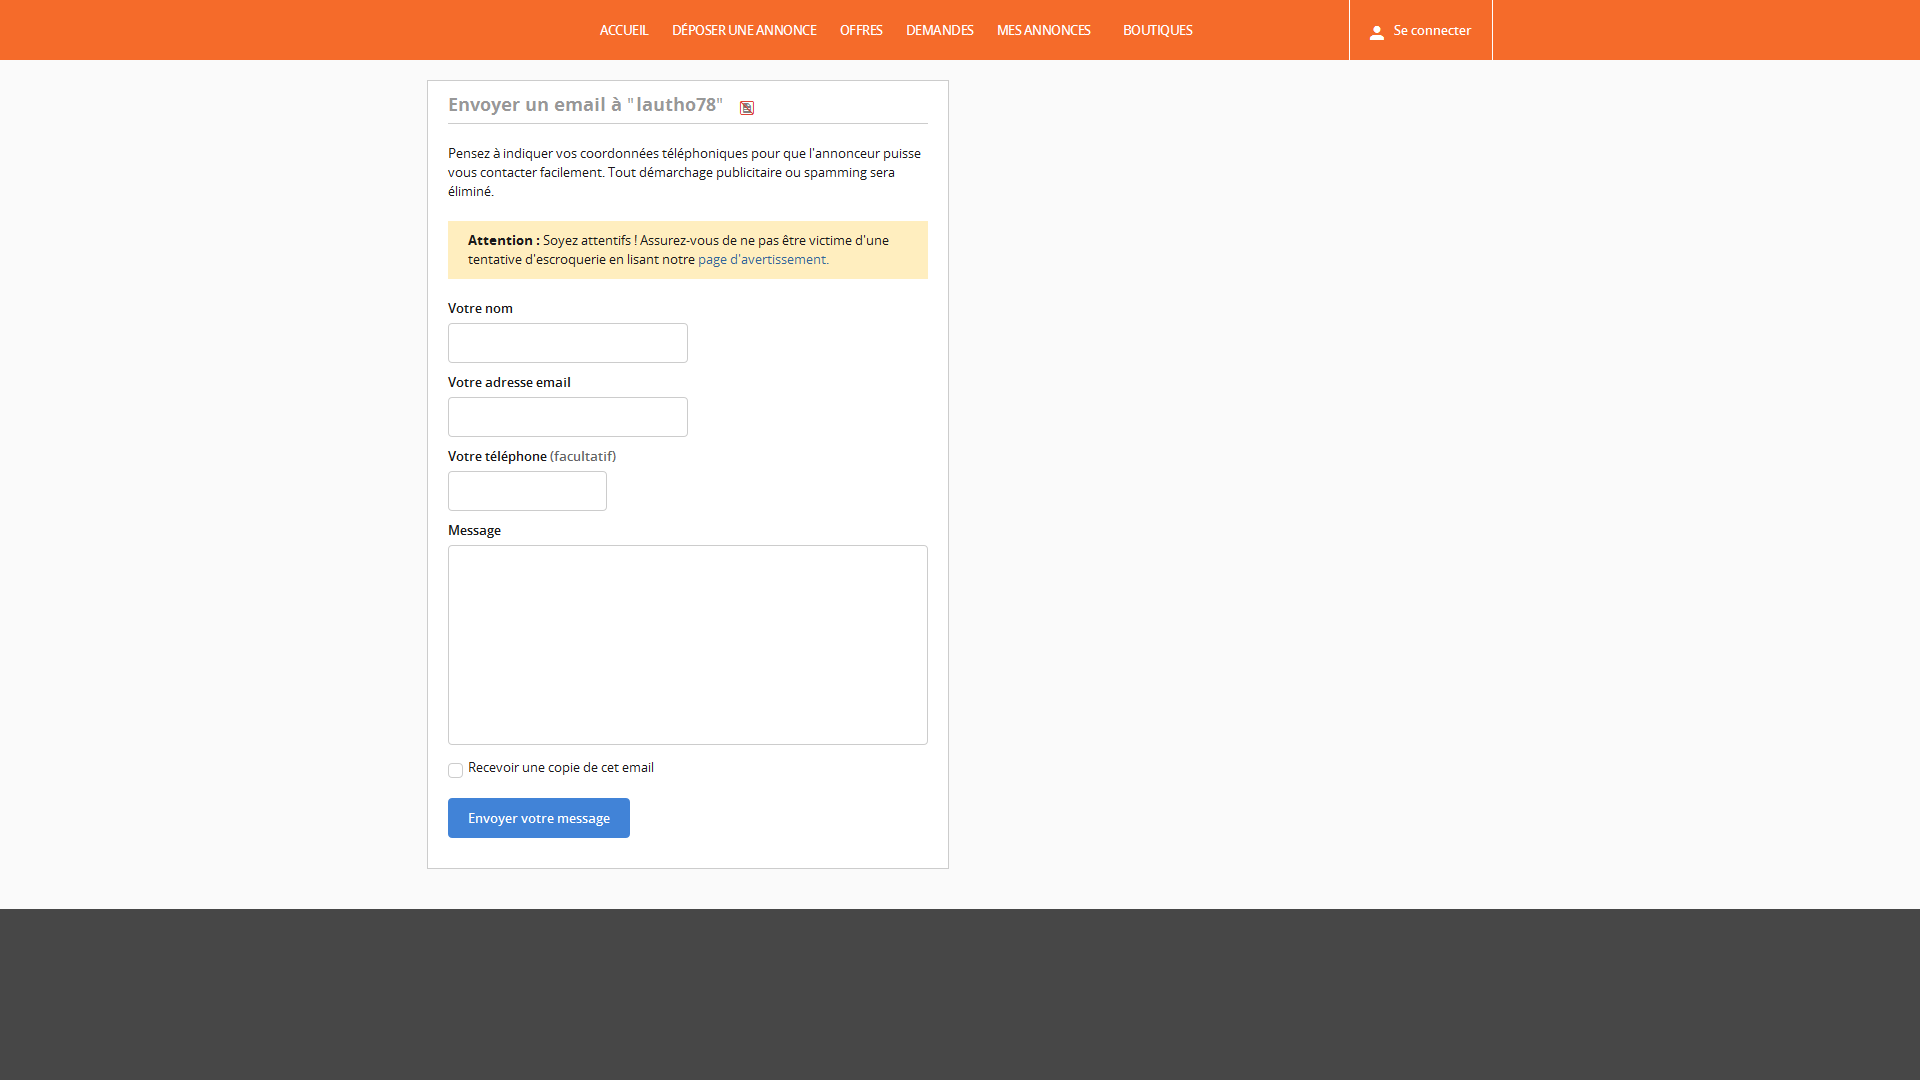 ACCUEIL DÉPOSER UNE ANNONCE OFFRES DEMANDES MES ANNONCES BOUTIQUES Se connecter
Envoyer un email à "lautho78"
Pensez à indiquer vos coordonnées téléphoniques pour que l'annonceur puisse
vous contacter facilement. Tout démarchage publicitaire ou spamming sera
éliminé.
Attention : Soyez attentifs ! Assurez-vous de ne pas être victime d'une
tentative d'escroquerie en lisant notre page d'avertissement.
Votre nom
Votre adresse email
Votre téléphone (facultatif)
Message
Recevoir une copie de cet email
Envoyer votre message